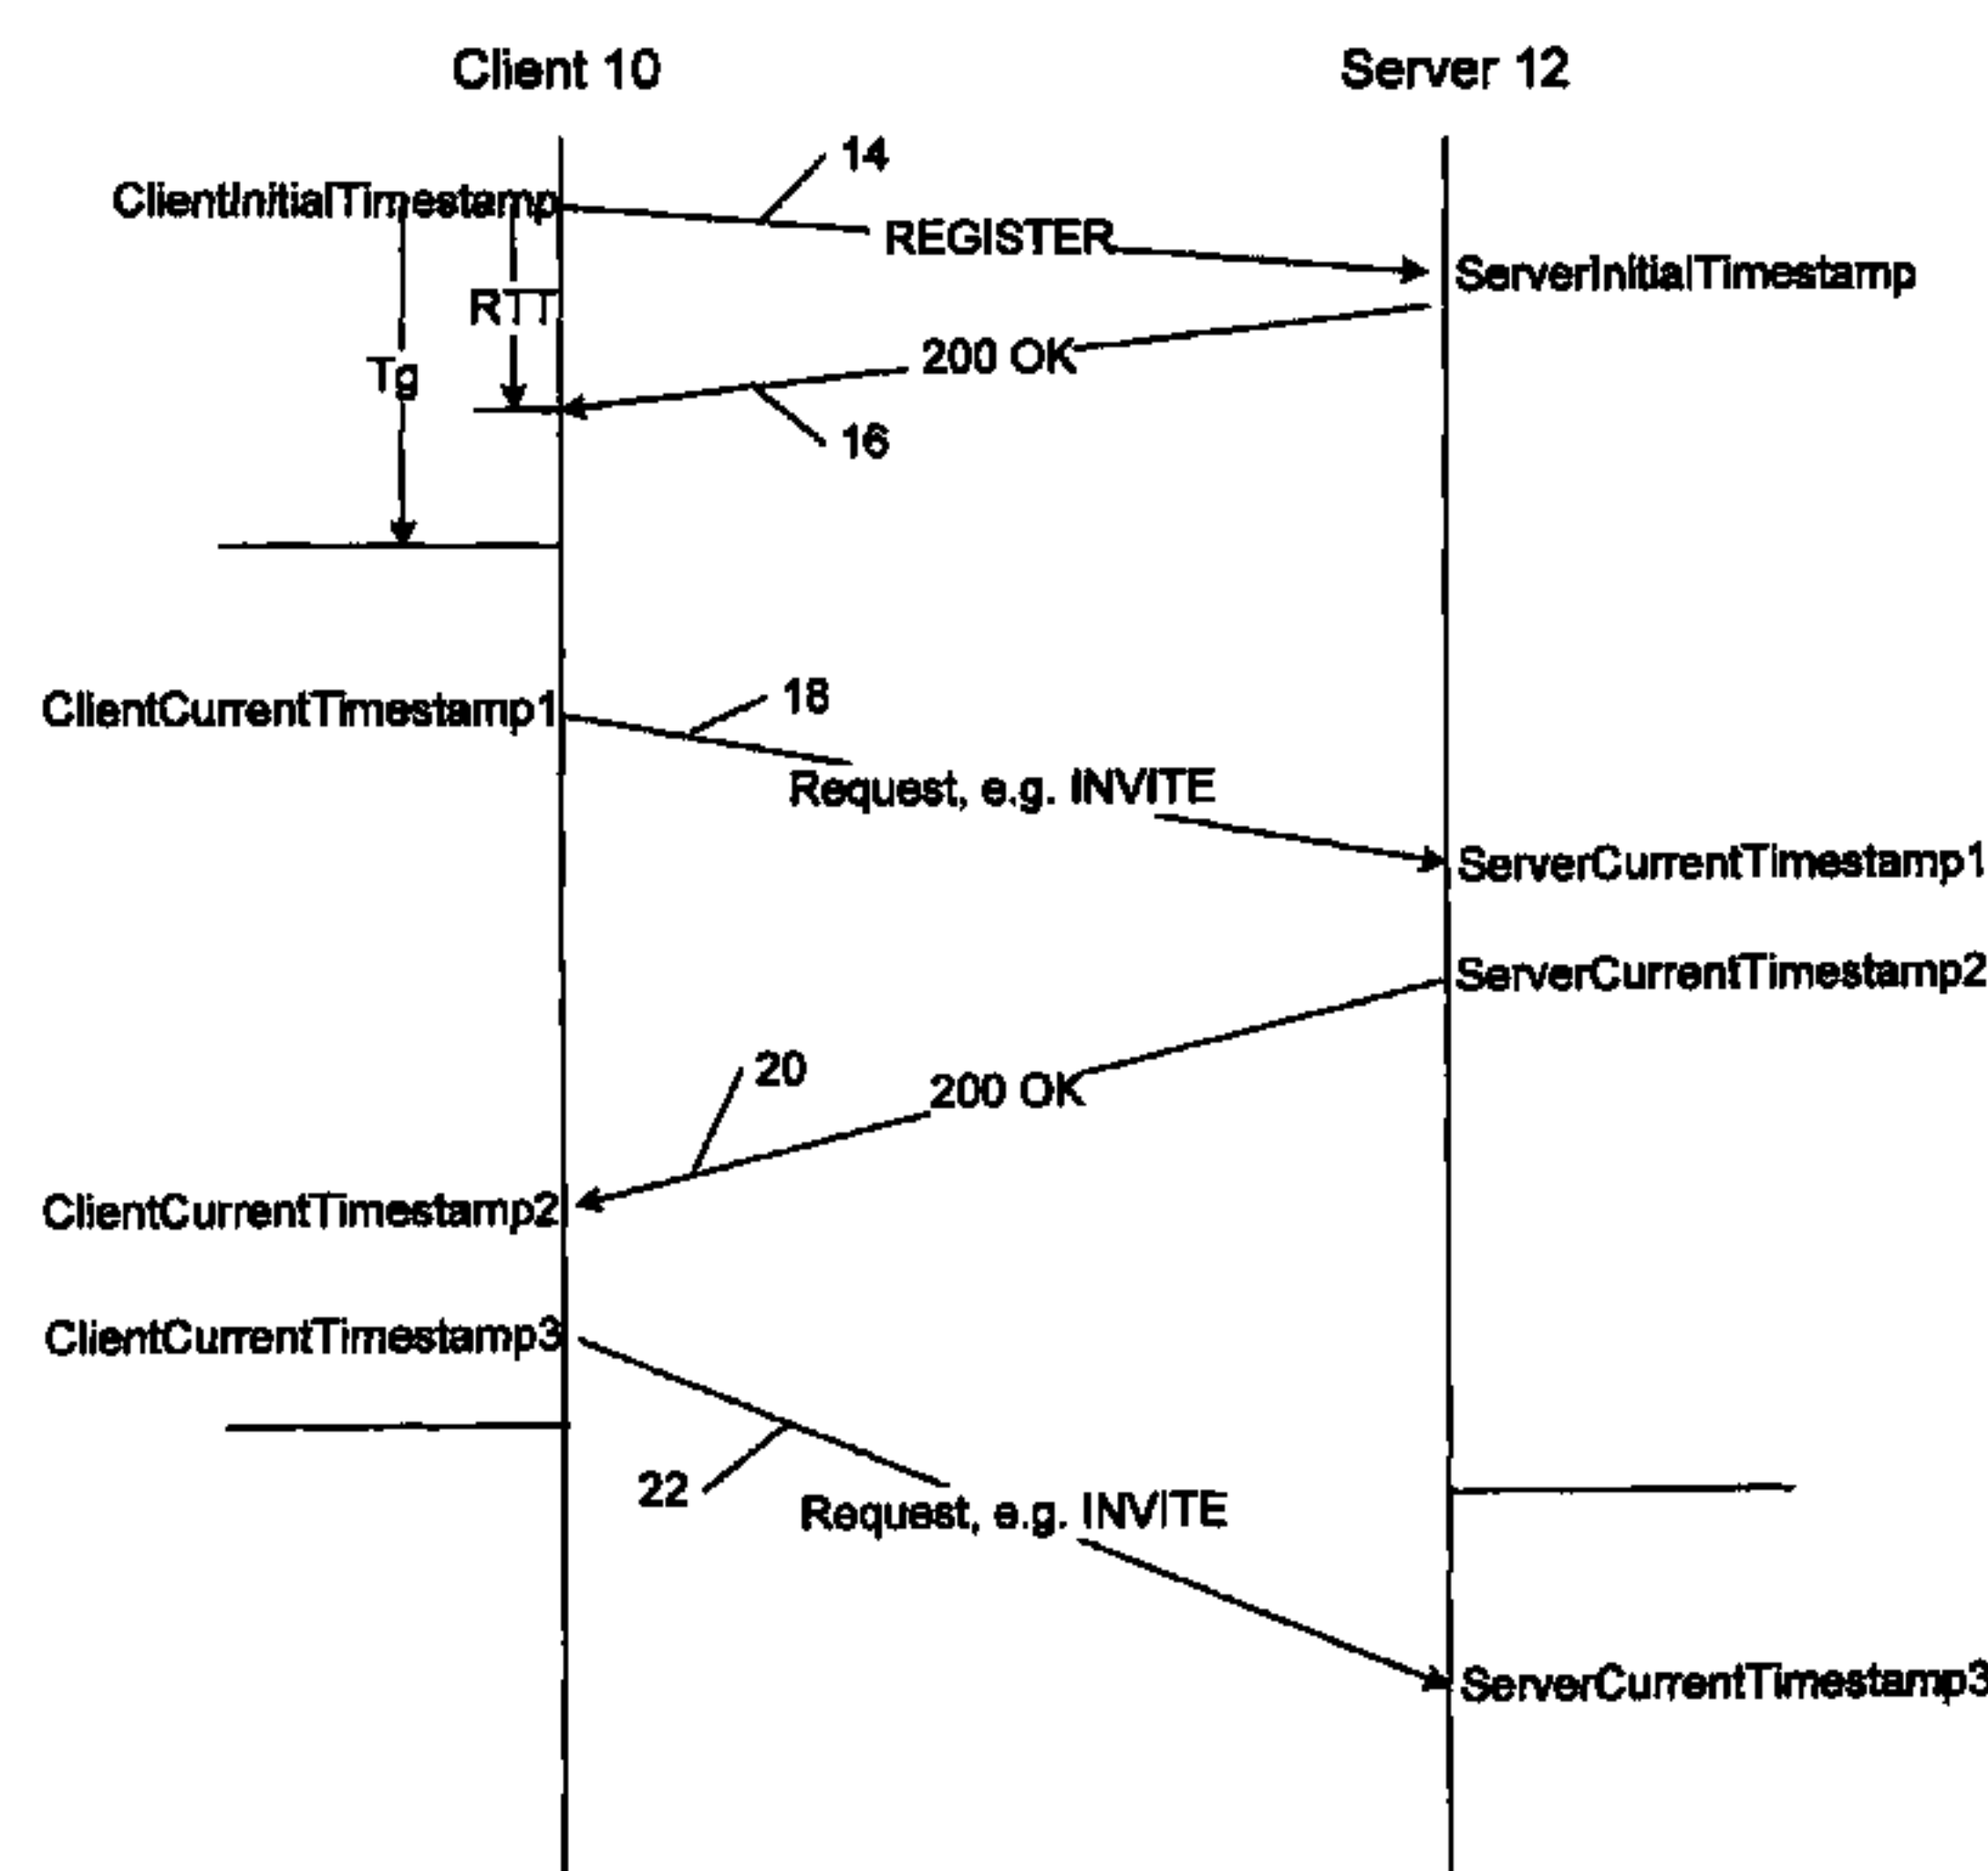 Client 10
Server 12
14
ClientInitialTimestamp
REGISTER
ServerInitialTimestamp
RTT
200 OK
Tg
16
18
ClientCurrentTimestamp1
Request, e.g. INVITE
ServerCurrentTimestamp1
ServerCurrentTimestamp2
20
200 OK
ClientCurrentTimestamp2
ClientCurrentTimestamp3
22
Request, e.g. INVITE
ServerCurrentTimestamp3